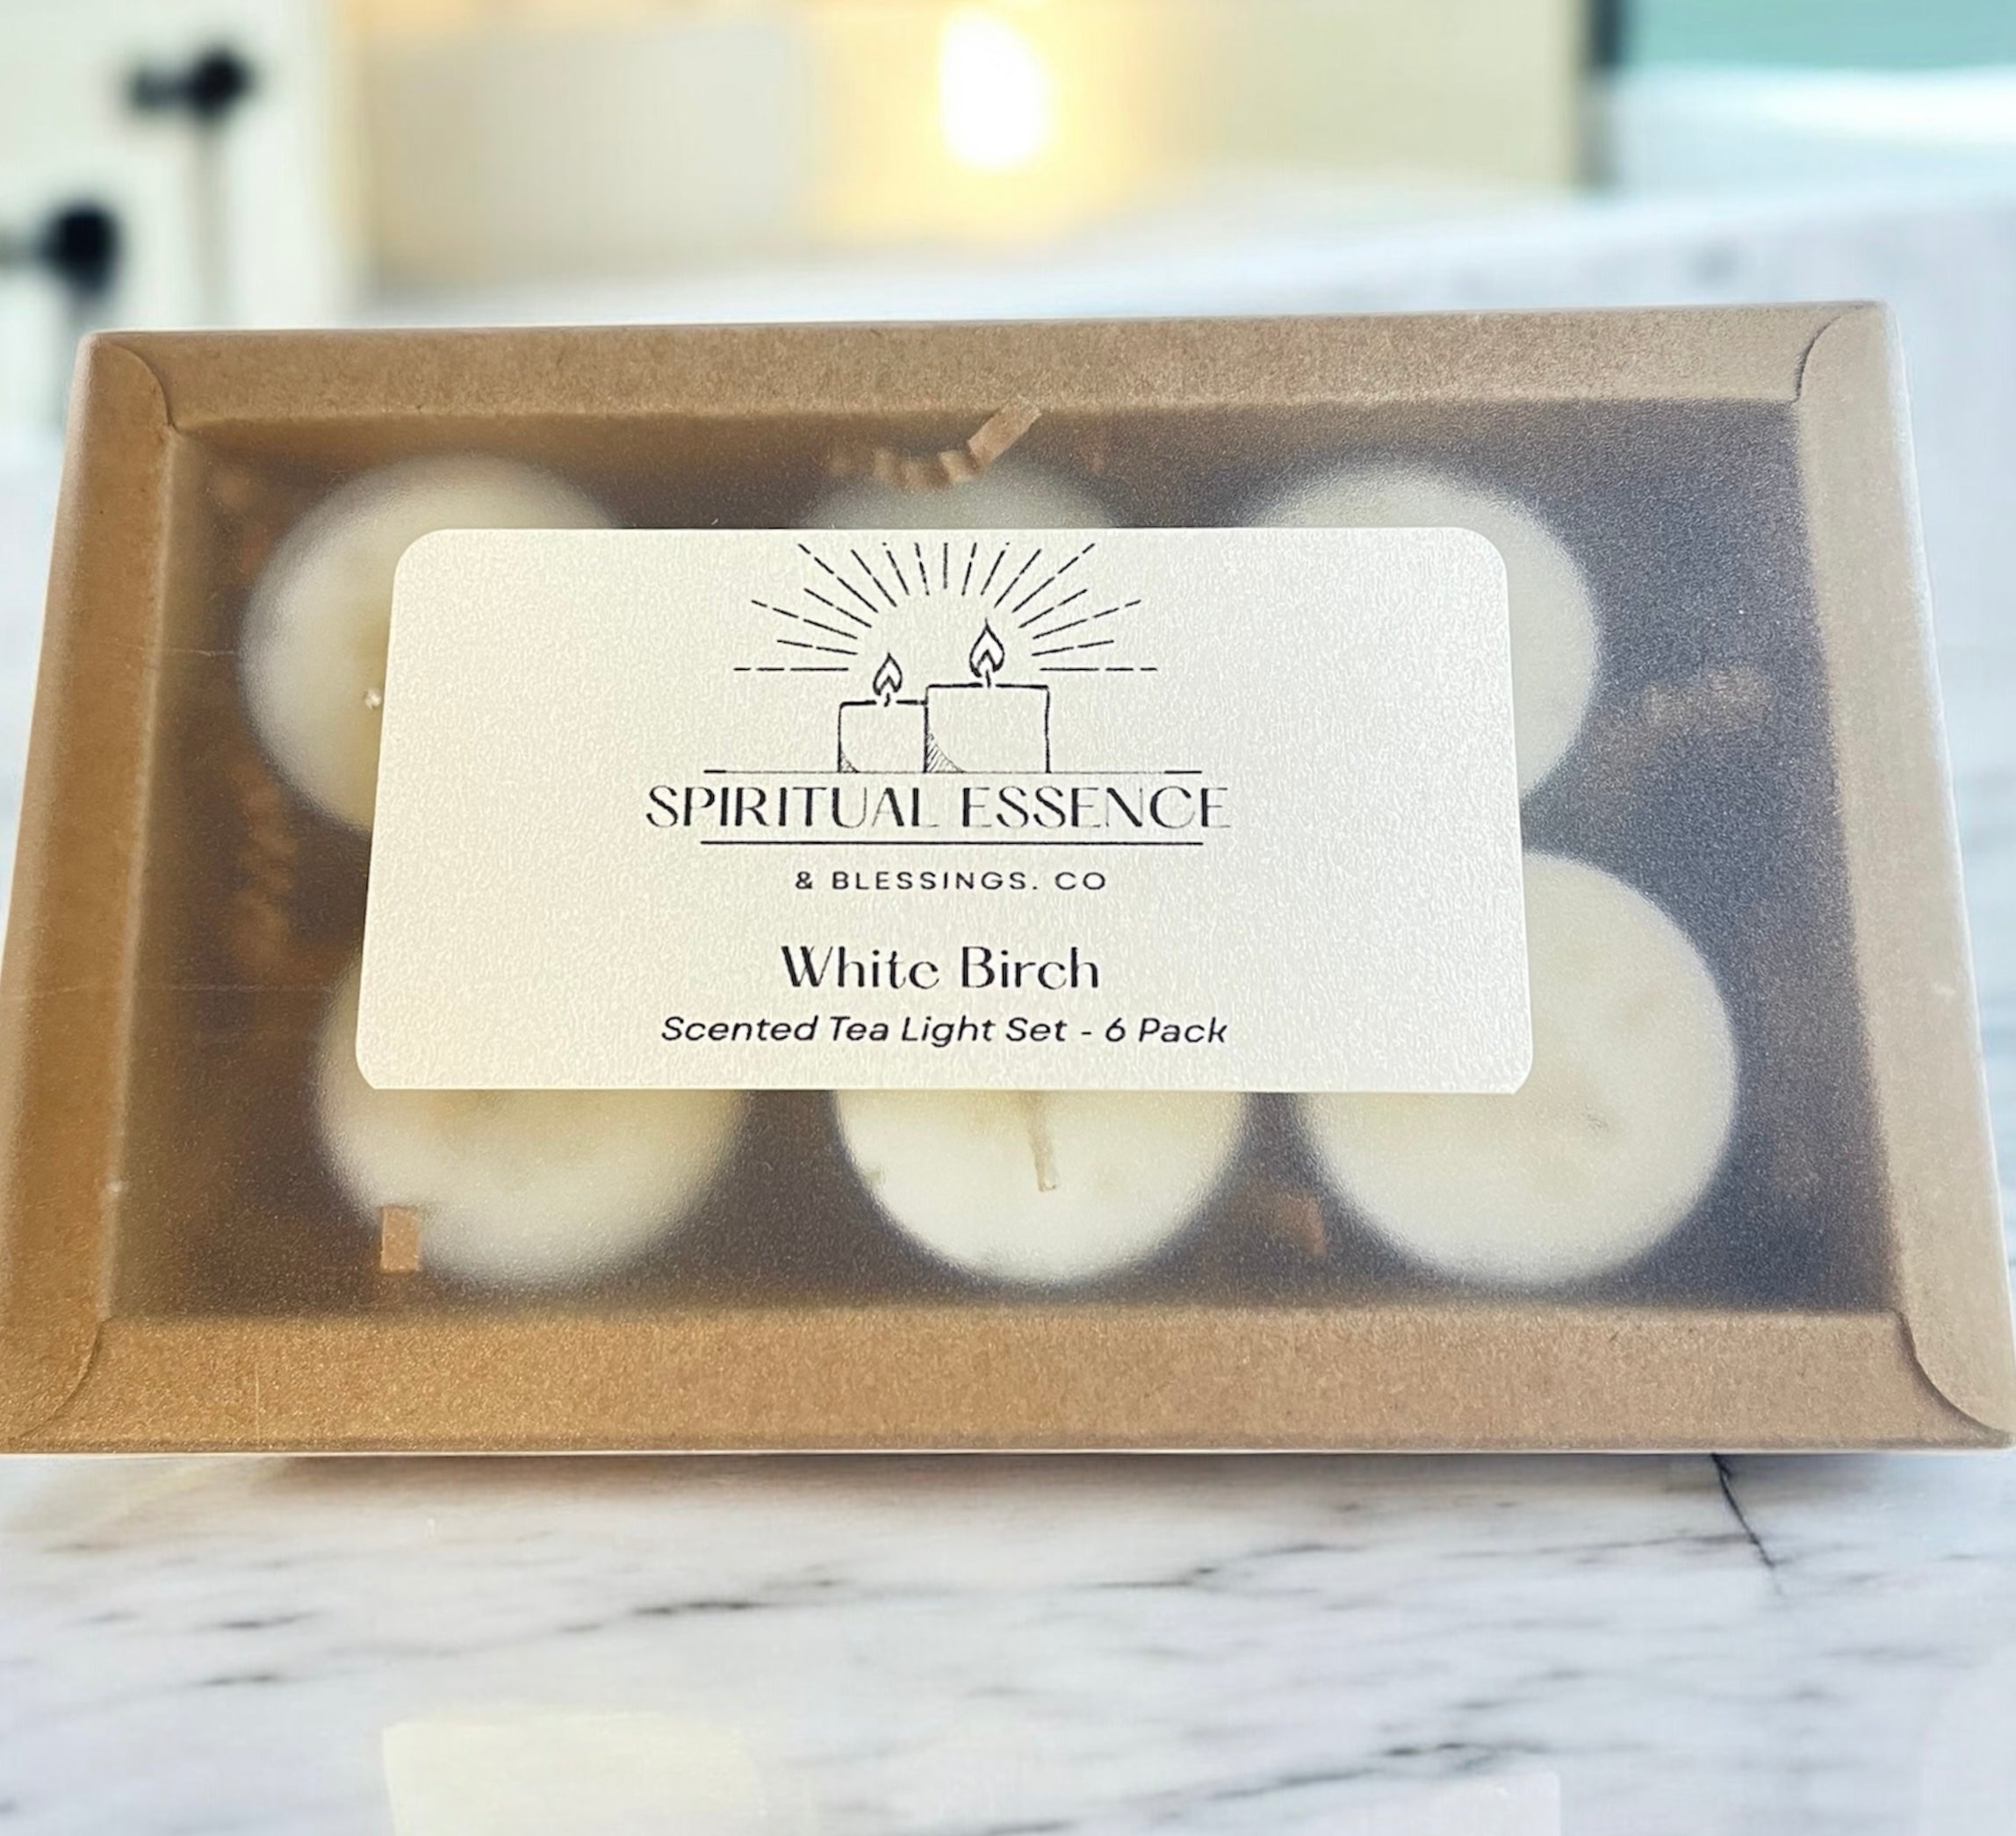 SPIRITUAL ESSENCE
& BLESSINGS. CO
White Birch
Scented Tea Light Set - 6 Pack